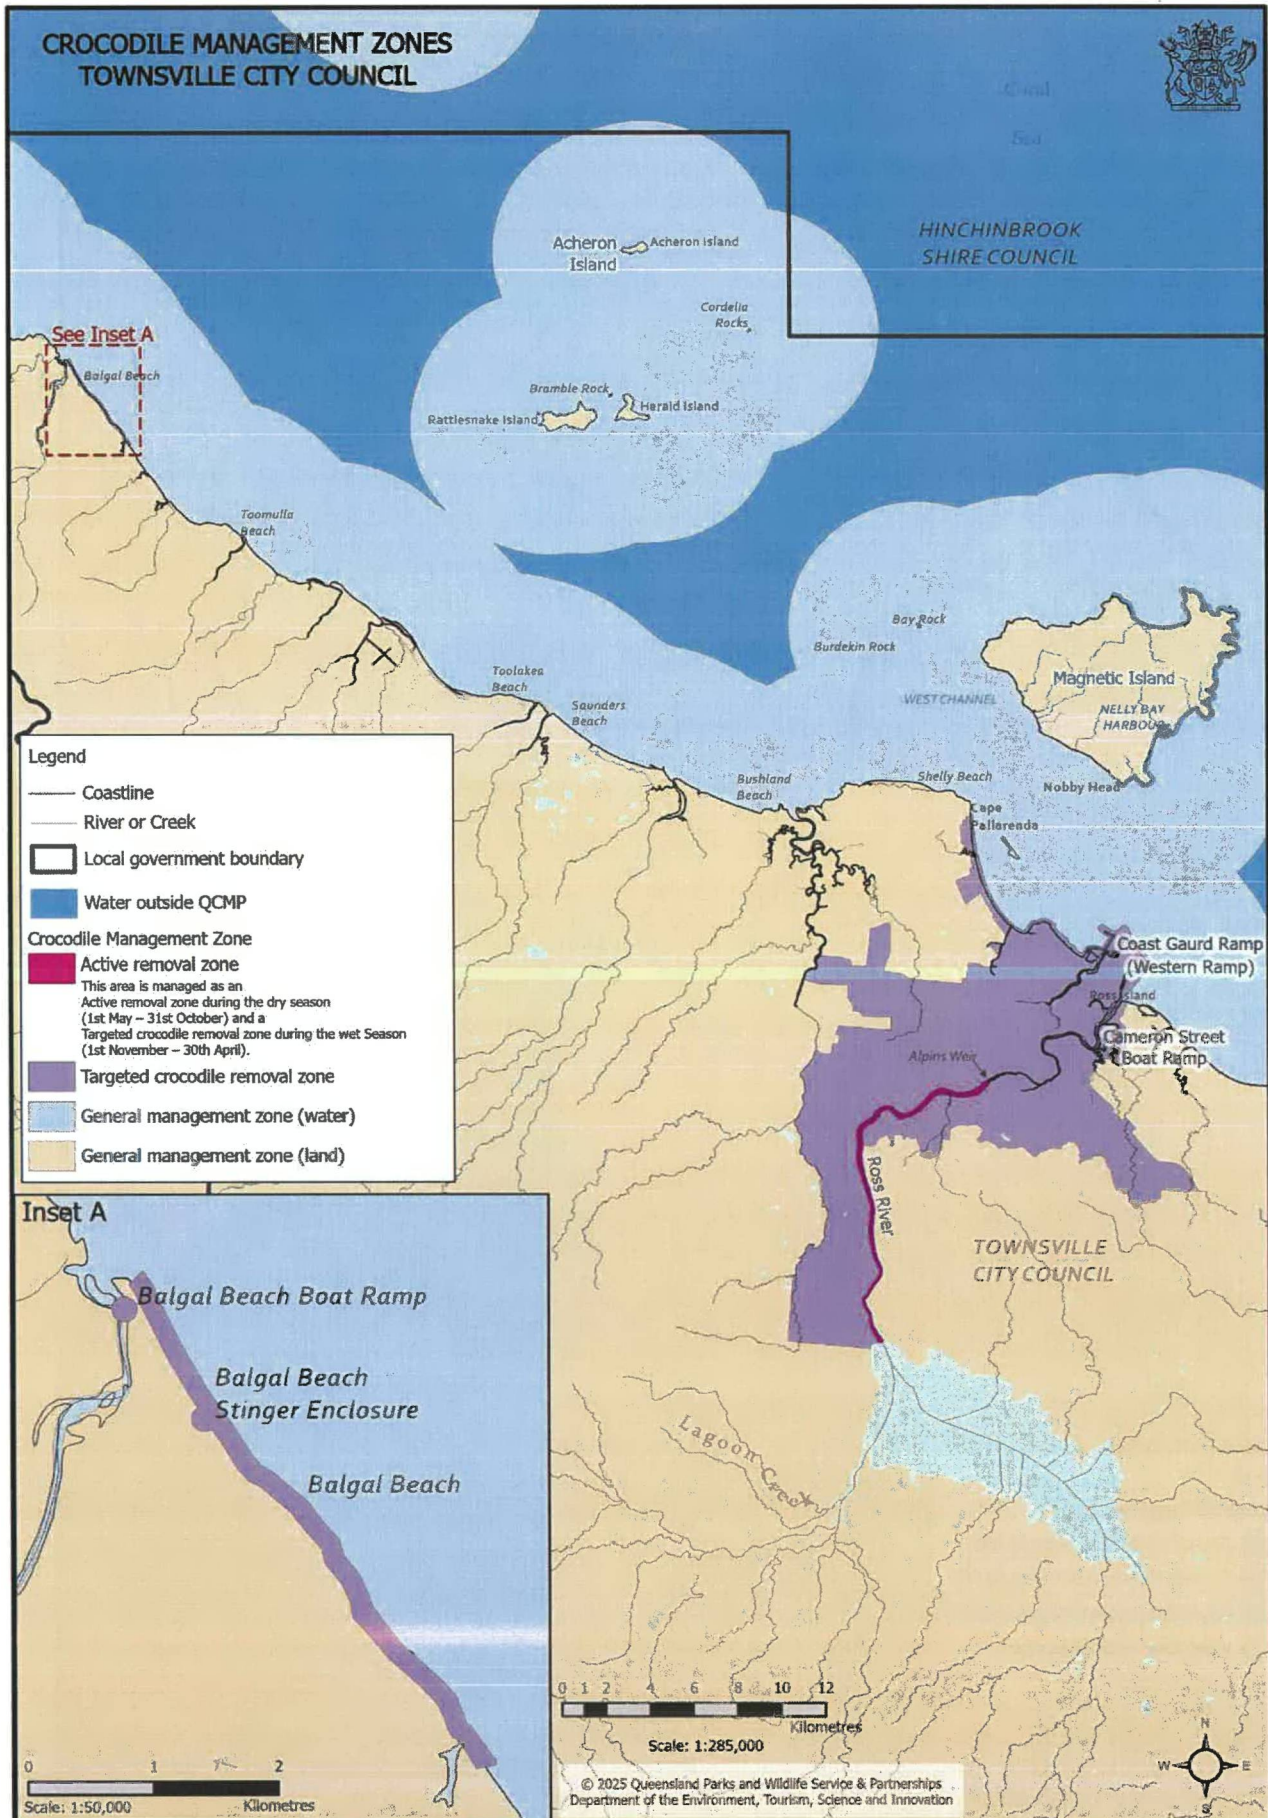 CROCODILE MANAGEMENT ZONES
TOWNSVILLE CITY COUNCIL
Coral
Sea
HINCHINBROOK
SHIRE COUNCIL
Acheron
Island
Acheron Island
Cordelia
Rocks
See Inset A
Balgal Beach
Bramble Rock
Herald Island
Rattlesnake Island
Toomulla
Beach
Bay Rock
Burdekin Rock
Magnetic Island
Toolakea
Beach
WEST CHANNEL
NELLY BAY
HARBOUR
Saunders
Beach
Bushland
Beach
Shelly Beach
Nobby Head
Cape
Pallarenda
Coast Gaurd Ramp
(Western Ramp)
Ross Island
Cameron Street
Boat Ramp
Alpins Weir
Ross River
TOWNSVILLE
CITY COUNCIL
Lagoon Creek
Legend
Coastline
River or Creek
Local government boundary
Water outside QCMP
Crocodile Management Zone
Active removal zone
This area is managed as an
Active removal zone during the dry season
(1st May – 31st October) and a
Targeted crocodile removal zone during the wet Season
(1st November – 30th April).
Targeted crocodile removal zone
General management zone (water)
General management zone (land)
Inset A
Balgal Beach Boat Ramp
Balgal Beach
Stinger Enclosure
Balgal Beach
0 1 2
Scale: 1:50,000 Kilometres
0 1 2 4 6 8 10 12
Kilometres
Scale: 1:285,000
© 2025 Queensland Parks and Wildlife Service & Partnerships
Department of the Environment, Tourism, Science and Innovation
N
W E
S